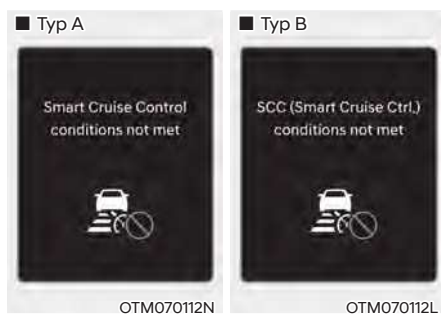 ■ Typ A
Smart Cruise Control
conditions not met
OTM070112N
■ Typ B
SCC (Smart Cruise Ctrl.)
conditions not met
OTM070112L